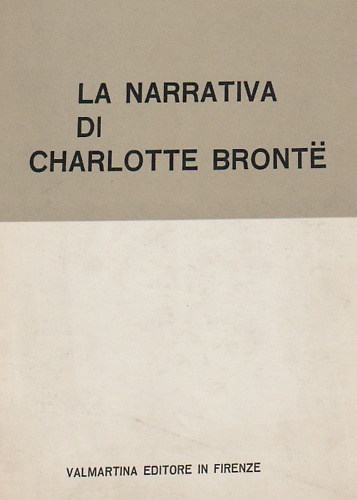 LA NARRATIVA
DI
CHARLOTTE BRONTË
VALMARTINA EDITORE IN FIRENZE